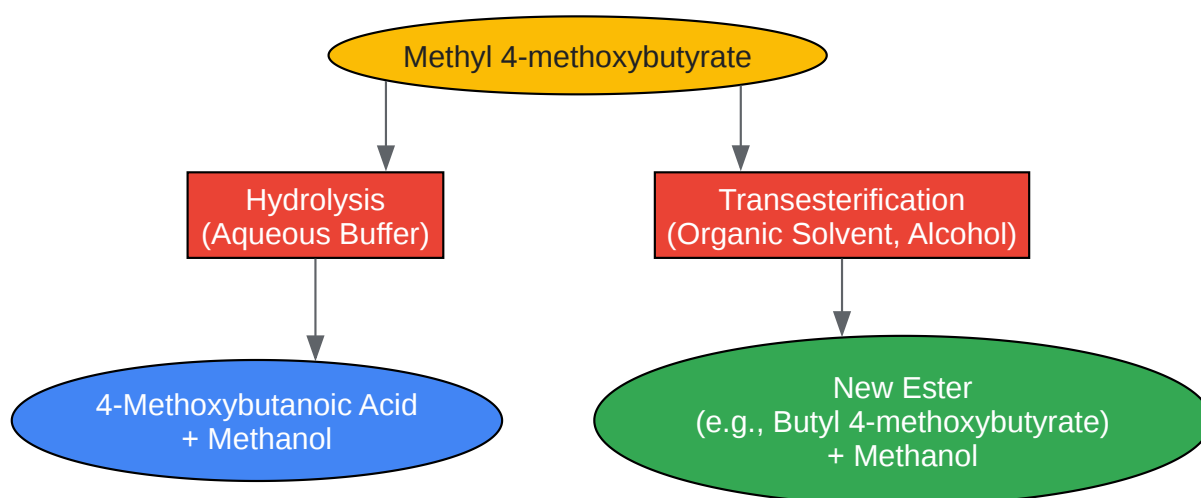 Methyl 4-methoxybutyrate
Hydrolysis
(Aqueous Buffer)
Transesterification
(Organic Solvent, Alcohol)
4-Methoxybutanoic Acid
+ Methanol
New Ester
(e.g., Butyl 4-methoxybutyrate)
+ Methanol